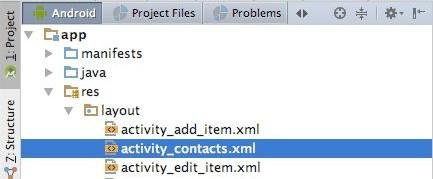 Android Project Files Problems
1: Project
app
manifests
java
res
layout
activity_add_item.xml
activity_contacts.xml
activity_edit_item.xml
Z: Structure